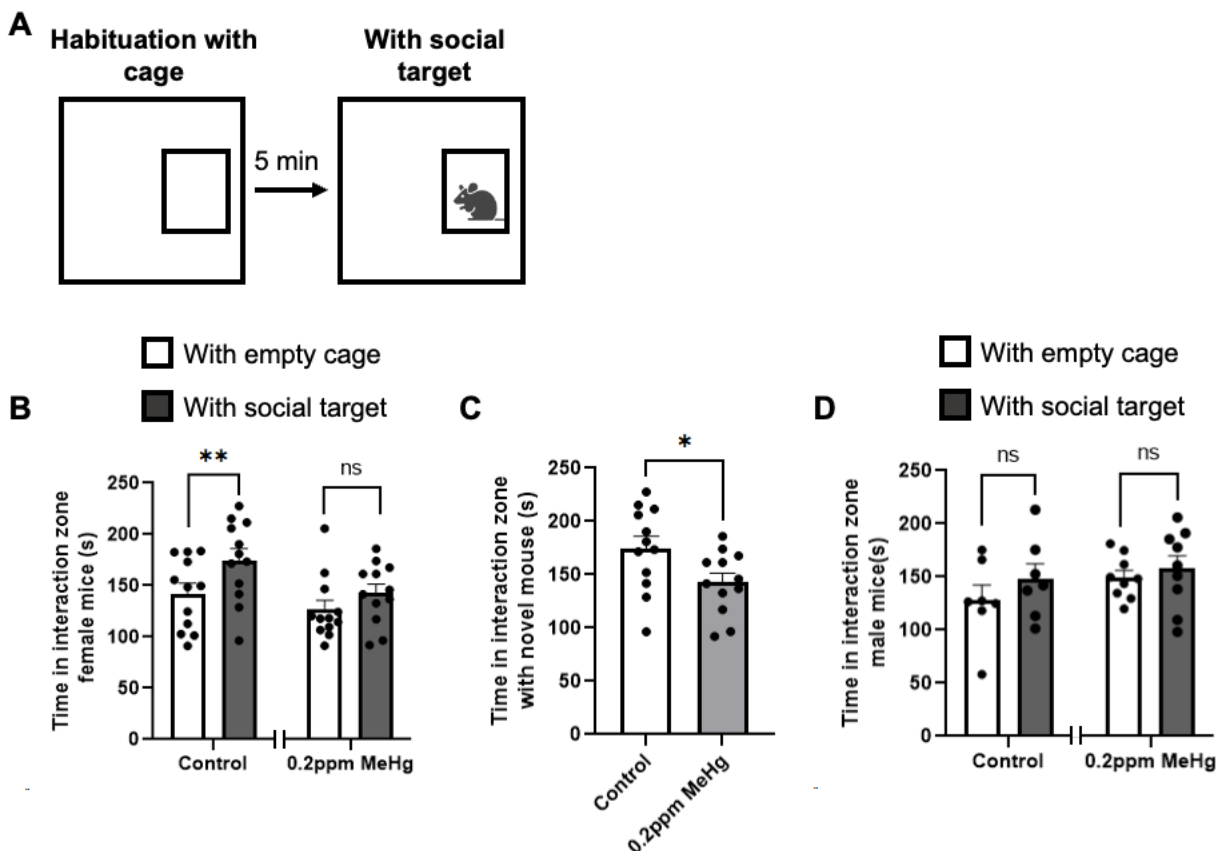 A
Habituation with
cage
With social
target
5 min
With empty cage
With social target
B
**
ns
Time in interaction zone
female mice (s)
250
200
150
100
50
0
Control
0.2ppm MeHg
C
*
Time in interaction zone
with novel mouse (s)
250
200
150
100
50
0
Control
0.2ppm MeHg
With empty cage
With social target
D
ns
ns
Time in interaction zone
male mice(s)
250
200
150
100
50
0
Control
0.2ppm MeHg